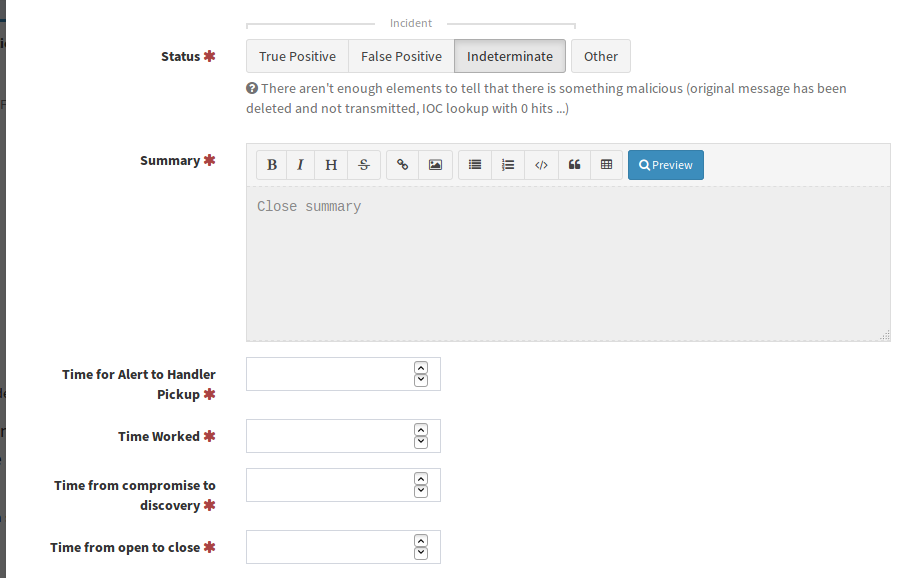 Incident
Status ✱
True Positive False Positive Indeterminate Other
There aren't enough elements to tell that there is something malicious (original message has been
deleted and not transmitted, IOC lookup with 0 hits ...)
Summary ✱
B I H S </> Preview
Close summary
Time for Alert to Handler
Pickup ✱
Time Worked ✱
Time from compromise to
discovery ✱
Time from open to close ✱